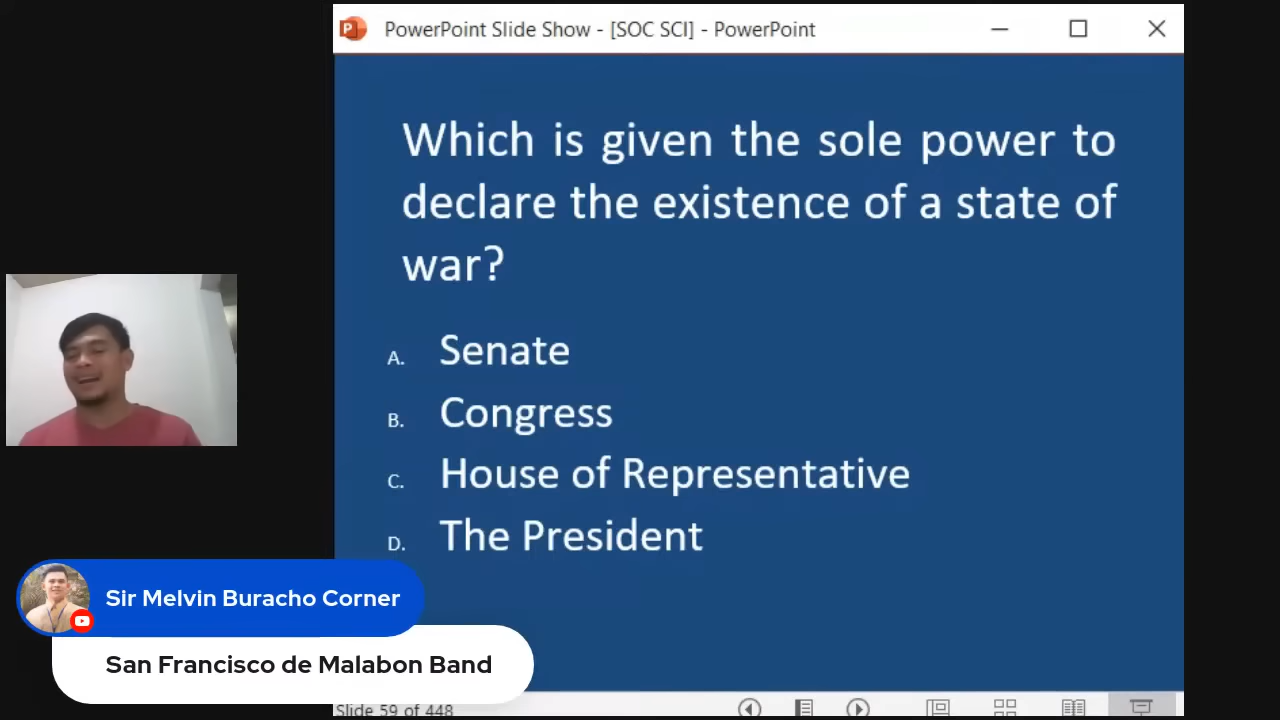 PowerPoint Slide Show - [SOC SCI] - PowerPoint
Which is given the sole power to
declare the existence of a state of
war?
A. Senate
B. Congress
C. House of Representative
D. The President
Sir Melvin Buracho Corner
San Francisco de Malabon Band
Slide 59 of 448